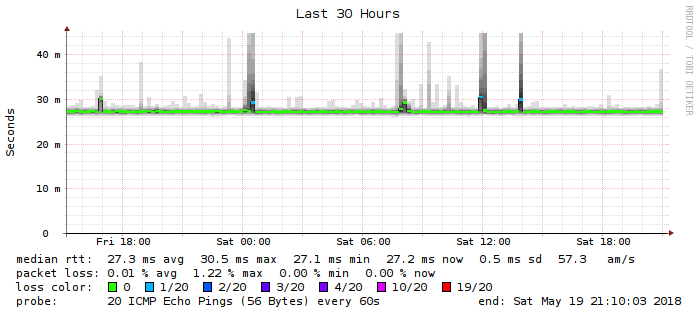 Last 30 Hours
RRDTOOL / TOBI OETIKER
Seconds
40 m
30 m
20 m
10 m
0
Fri 18:00 Sat 00:00 Sat 06:00 Sat 12:00 Sat 18:00
median rtt: 27.3 ms avg 30.5 ms max 27.1 ms min 27.2 ms now 0.5 ms sd 57.3 am/s
packet loss: 0.01 % avg 1.22 % max 0.00 % min 0.00 % now
loss color: 0 1/20 2/20 3/20 4/20 10/20 19/20
probe: 20 ICMP Echo Pings (56 Bytes) every 60s end: Sat May 19 21:10:03 2018